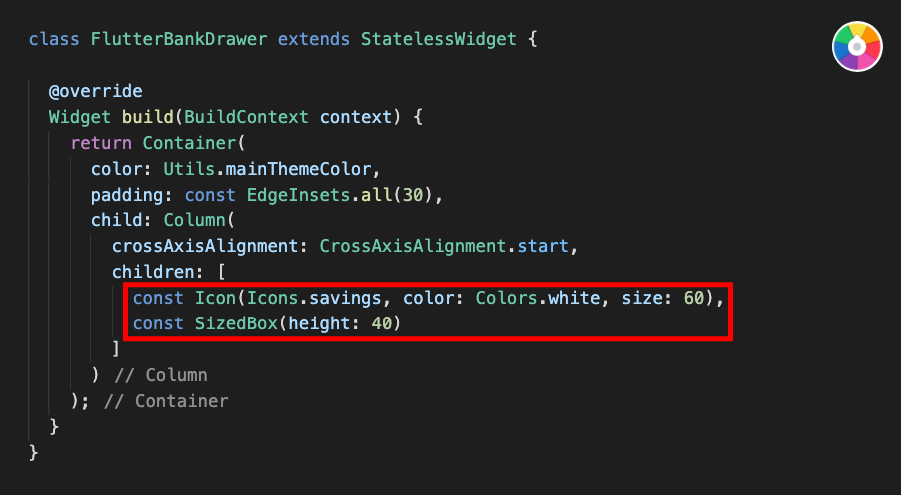 class FlutterBankDrawer extends StatelessWidget {
@override
Widget build(BuildContext context) {
return Container(
color: Utils.mainThemeColor,
padding: const EdgeInsets.all(30),
child: Column(
crossAxisAlignment: CrossAxisAlignment.start,
children: [
const Icon(Icons.savings, color: Colors.white, size: 60),
const SizedBox(height: 40)
]
) // Column
); // Container
}
}